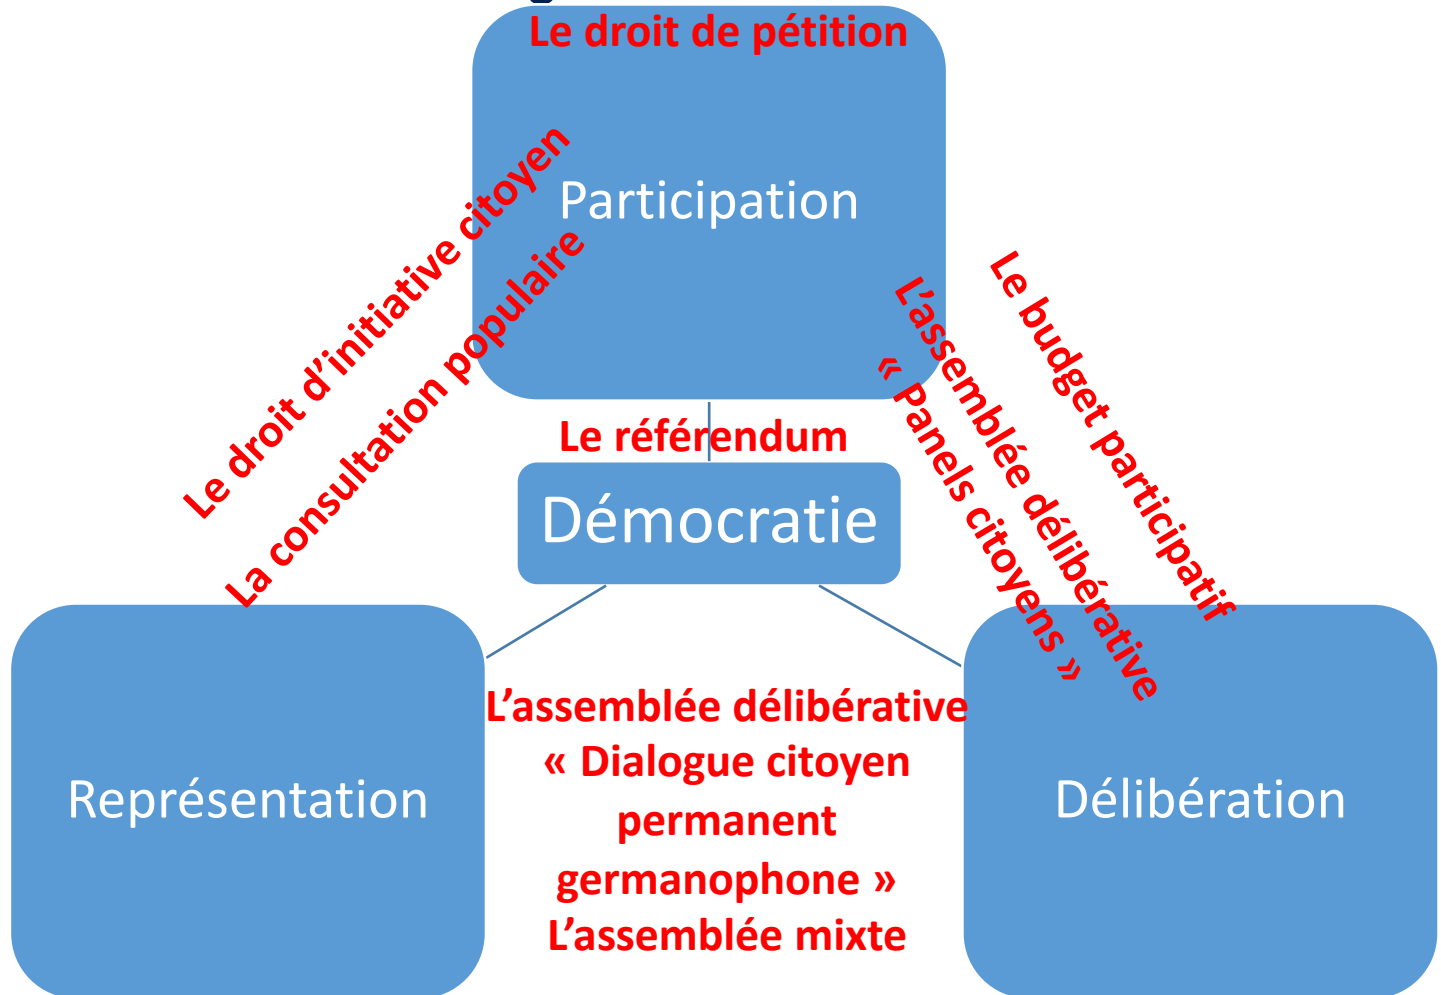 Le droit de pétition
Participation
Le droit d’initiative citoyen
La consultation populaire
Le budget participatif
L’assemblée délibérative
« Panels citoyens »
Le référendum
Démocratie
Représentation
L’assemblée délibérative
« Dialogue citoyen
permanent
germanophone »
L’assemblée mixte
Délibération